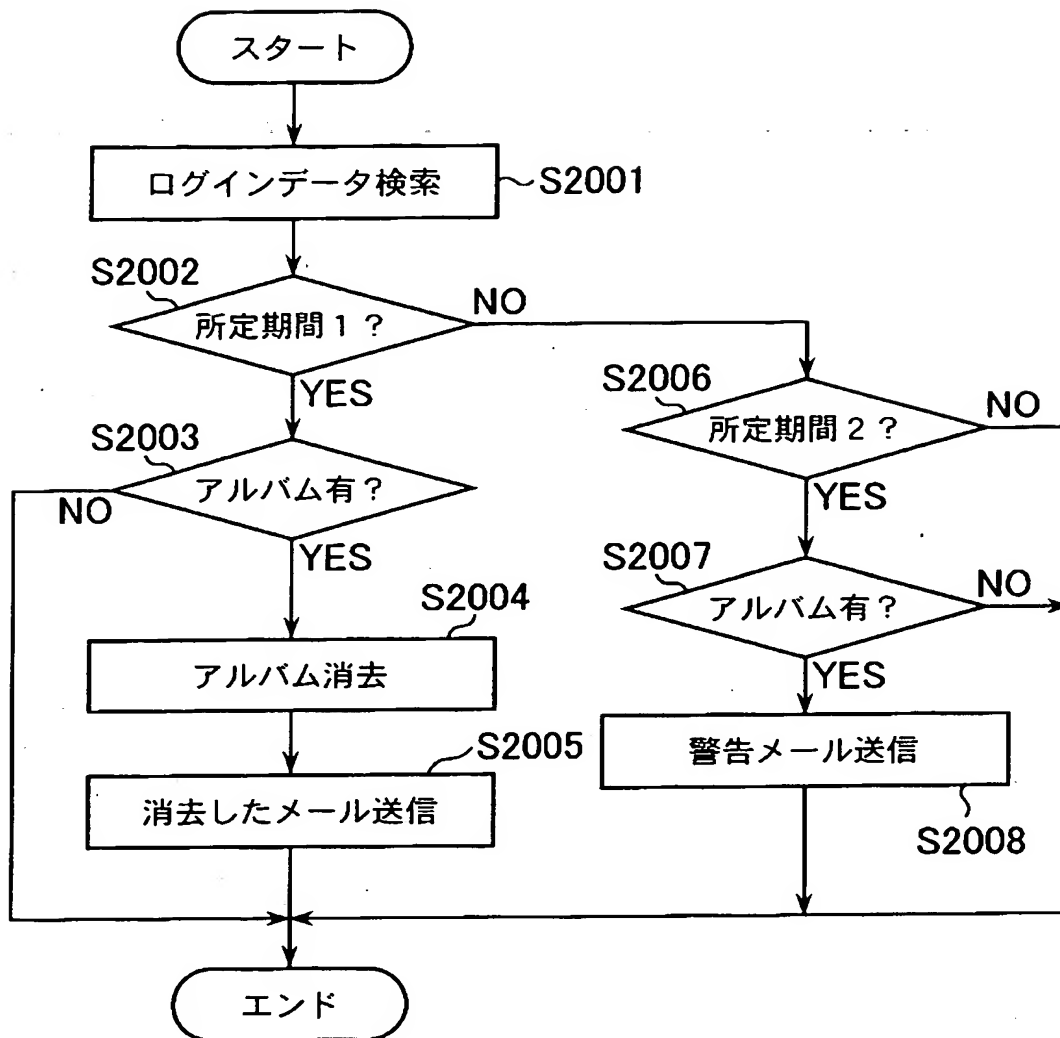 スタート
ログインデータ検索
S2001
S2002
所定期間1?
NO
YES
S2003
アルバム有?
NO
YES
S2004
アルバム消去
S2005
消去したメール送信
S2006
所定期間2?
NO
YES
S2007
アルバム有?
NO
YES
警告メール送信
S2008
エンド